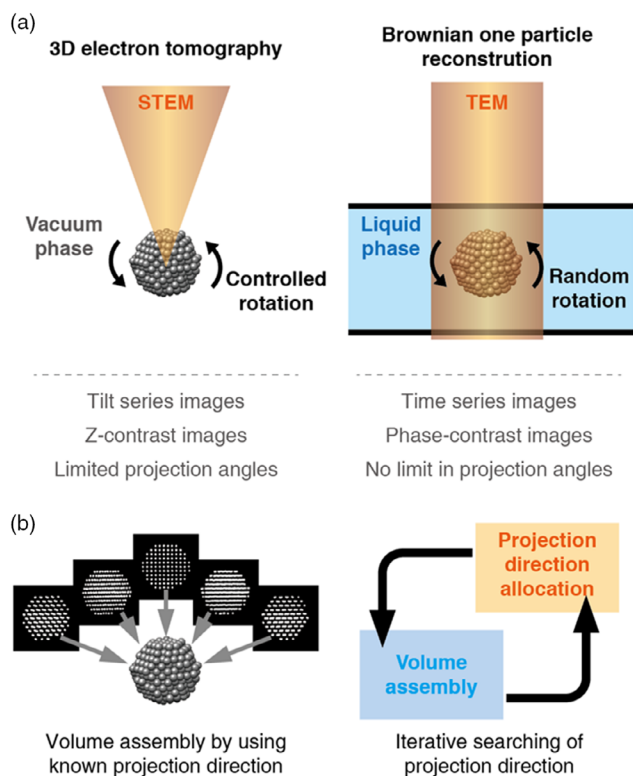 (a)
3D electron tomography
STEM
Vacuum
phase
Controlled
rotation
Tilt series images
Z-contrast images
Limited projection angles
Brownian one particle
reconstrution
TEM
Liquid
phase
Random
rotation
Time series images
Phase-contrast images
No limit in projection angles
(b)
Volume assembly by using
known projection direction
Projection
direction
allocation
Volume
assembly
Iterative searching of
projection direction